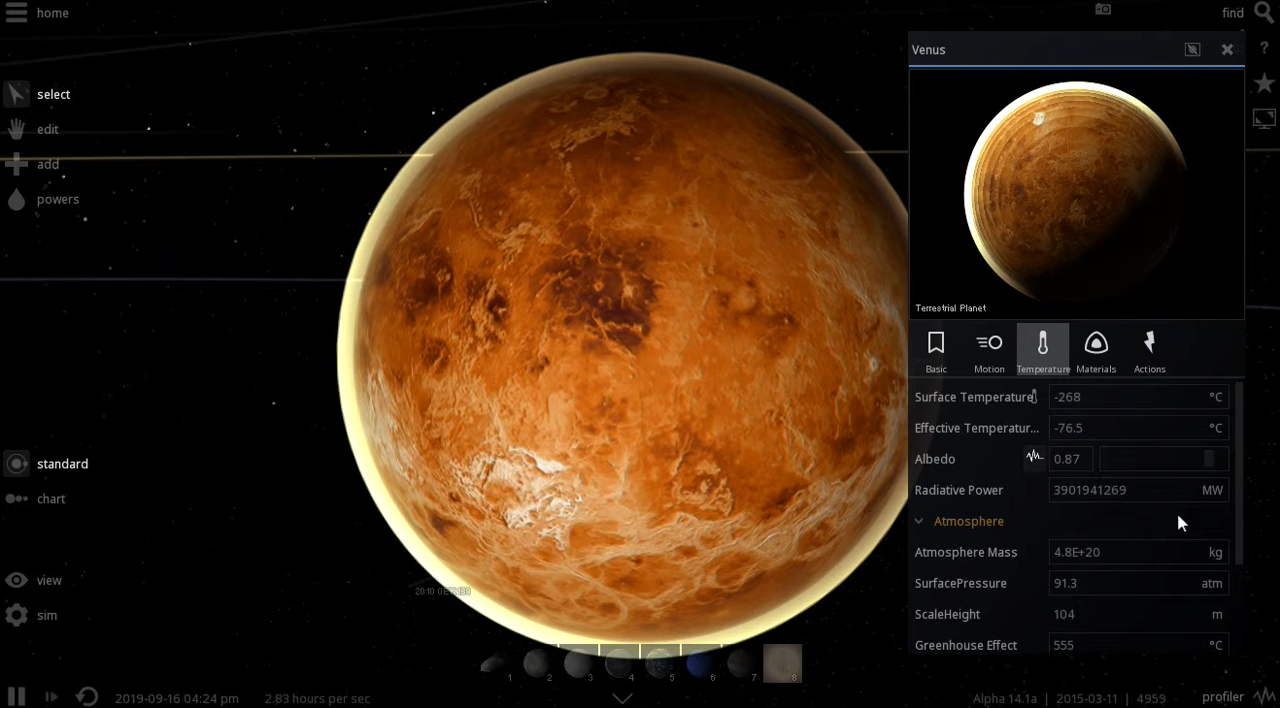 home
find
Venus
?
select
edit
add
powers
Terrestrial Planet
Basic
Motion
Temperature
Materials
Actions
Surface Temperature -268 °C
Effective Temperatur... -76.5 °C
Albedo 0.87
Radiative Power 3901941269 MW
Atmosphere
Atmosphere Mass 4.8E+20 kg
SurfacePressure 91.3 atm
ScaleHeight 104 m
Greenhouse Effect 555 °C
standard
chart
view
sim
1 2 3 4 5 6 7 8
2019-09-16 04:24 pm 2.83 hours per sec
Alpha 14.1a | 2015-03-11 | 4959 profiler